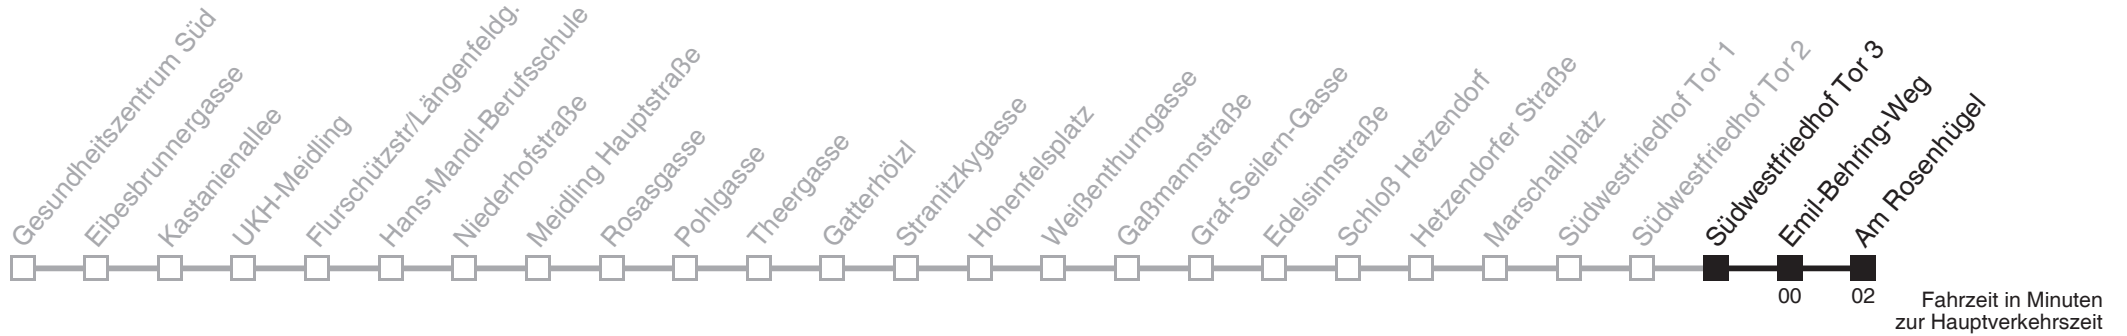 Gesundheitszentrum Süd
Eibesbrunnergasse
Kastanienallee
UKH-Meidling
Flurschützstr/Längenfeldg.
Hans-Mandl-Berufsschule
Niederhofstraße
Meidling Hauptstraße
Rosasgasse
Pohlgasse
Theergasse
Gatterhölzl
Stranitzkygasse
Hohenfelsplatz
Weißenthurngasse
Gaßmannstraße
Graf-Seilern-Gasse
Edelsinnstraße
Schloß Hetzendorf
Hetzendorfer Straße
Marschallplatz
Südwestfriedhof Tor 1
Südwestfriedhof Tor 2
Südwestfriedhof Tor 3
Emil-Behring-Weg
Am Rosenhügel
00
02
Fahrzeit in Minuten
zur Hauptverkehrszeit